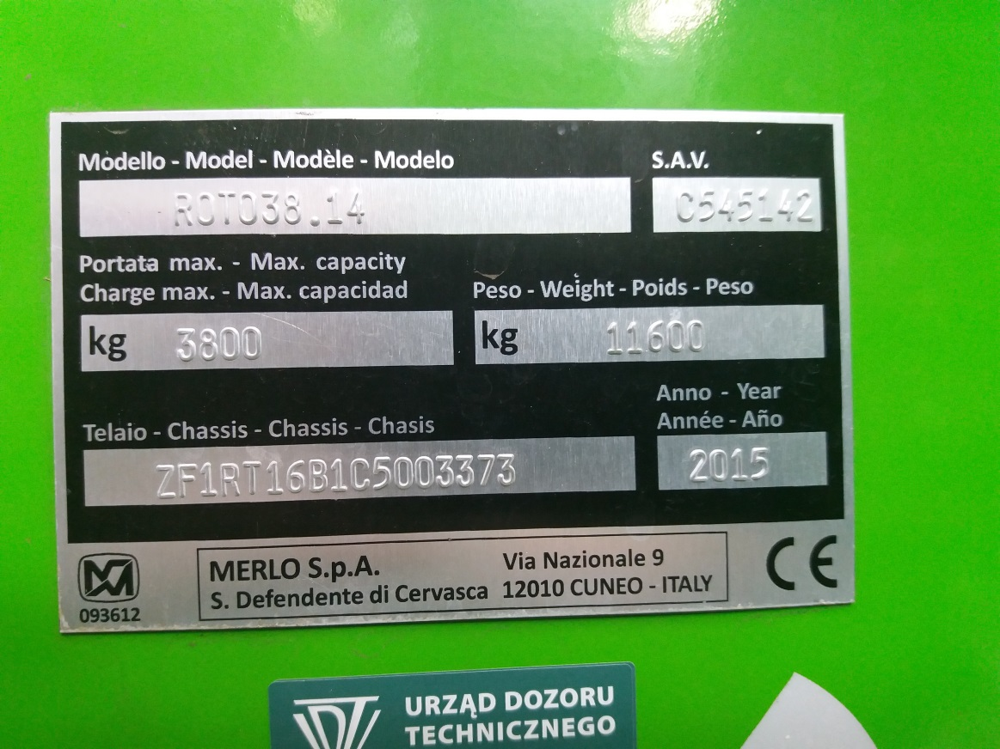 Modello - Model - Modèle - Modelo
S.A.V.
ROTO38.14
C545142
Portata max. - Max. capacity
Charge max. - Max. capacidad
Peso - Weight - Poids - Peso
kg 3800
kg 11600
Anno - Year
Année - Año
Telaio - Chassis - Chassis - Chasis
ZF1RT16B1C5003373
2015
MERLO S.p.A.
Via Nazionale 9
S. Defendente di Cervasca
12010 CUNEO - ITALY
CE
093612
URZĄD DOZORU
TECHNICZNEGO